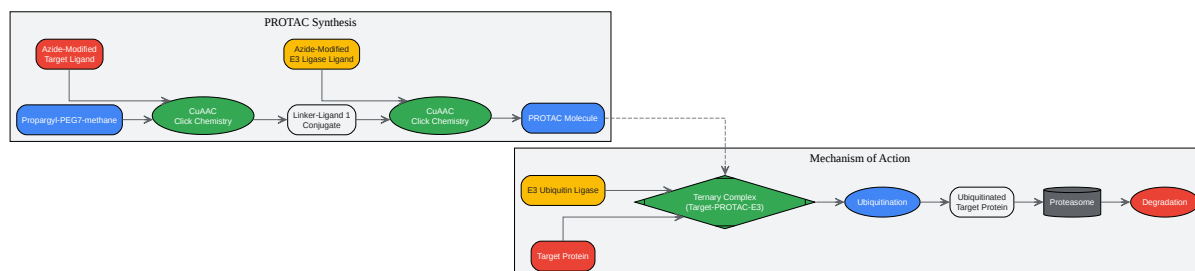 PROTAC Synthesis
Azide-Modified
Target Ligand
Azide-Modified
E3 Ligase Ligand
Propargyl-PEG7-methane
CuAAC
Click Chemistry
Linker-Ligand 1
Conjugate
CuAAC
Click Chemistry
PROTAC Molecule
Mechanism of Action
E3 Ubiquitin Ligase
Ternary Complex
(Target-PROTAC-E3)
Ubiquitination
Ubiquitinated
Target Protein
Proteasome
Degradation
Target Protein